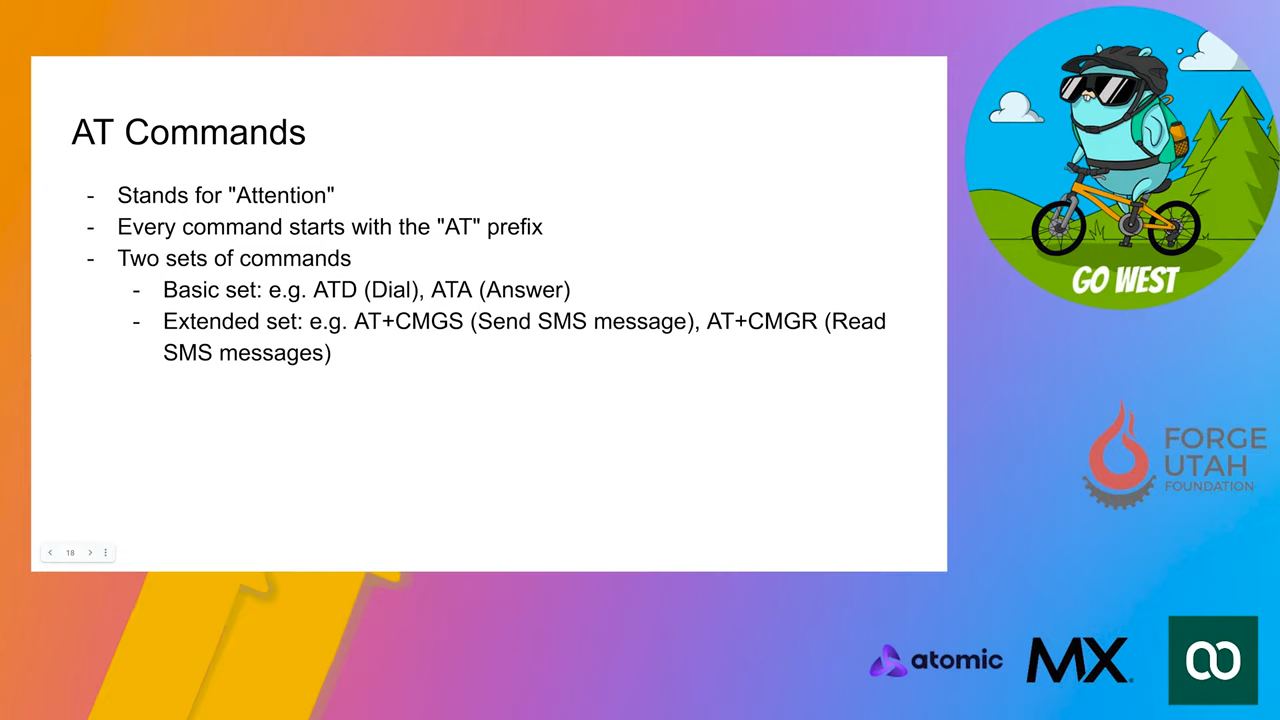 AT Commands
- Stands for "Attention"
- Every command starts with the "AT" prefix
- Two sets of commands
- Basic set: e.g. ATD (Dial), ATA (Answer)
- Extended set: e.g. AT+CMGS (Send SMS message), AT+CMGR (Read
SMS messages)
18
GO WEST
FORGE
UTAH
FOUNDATION
atomic
MX